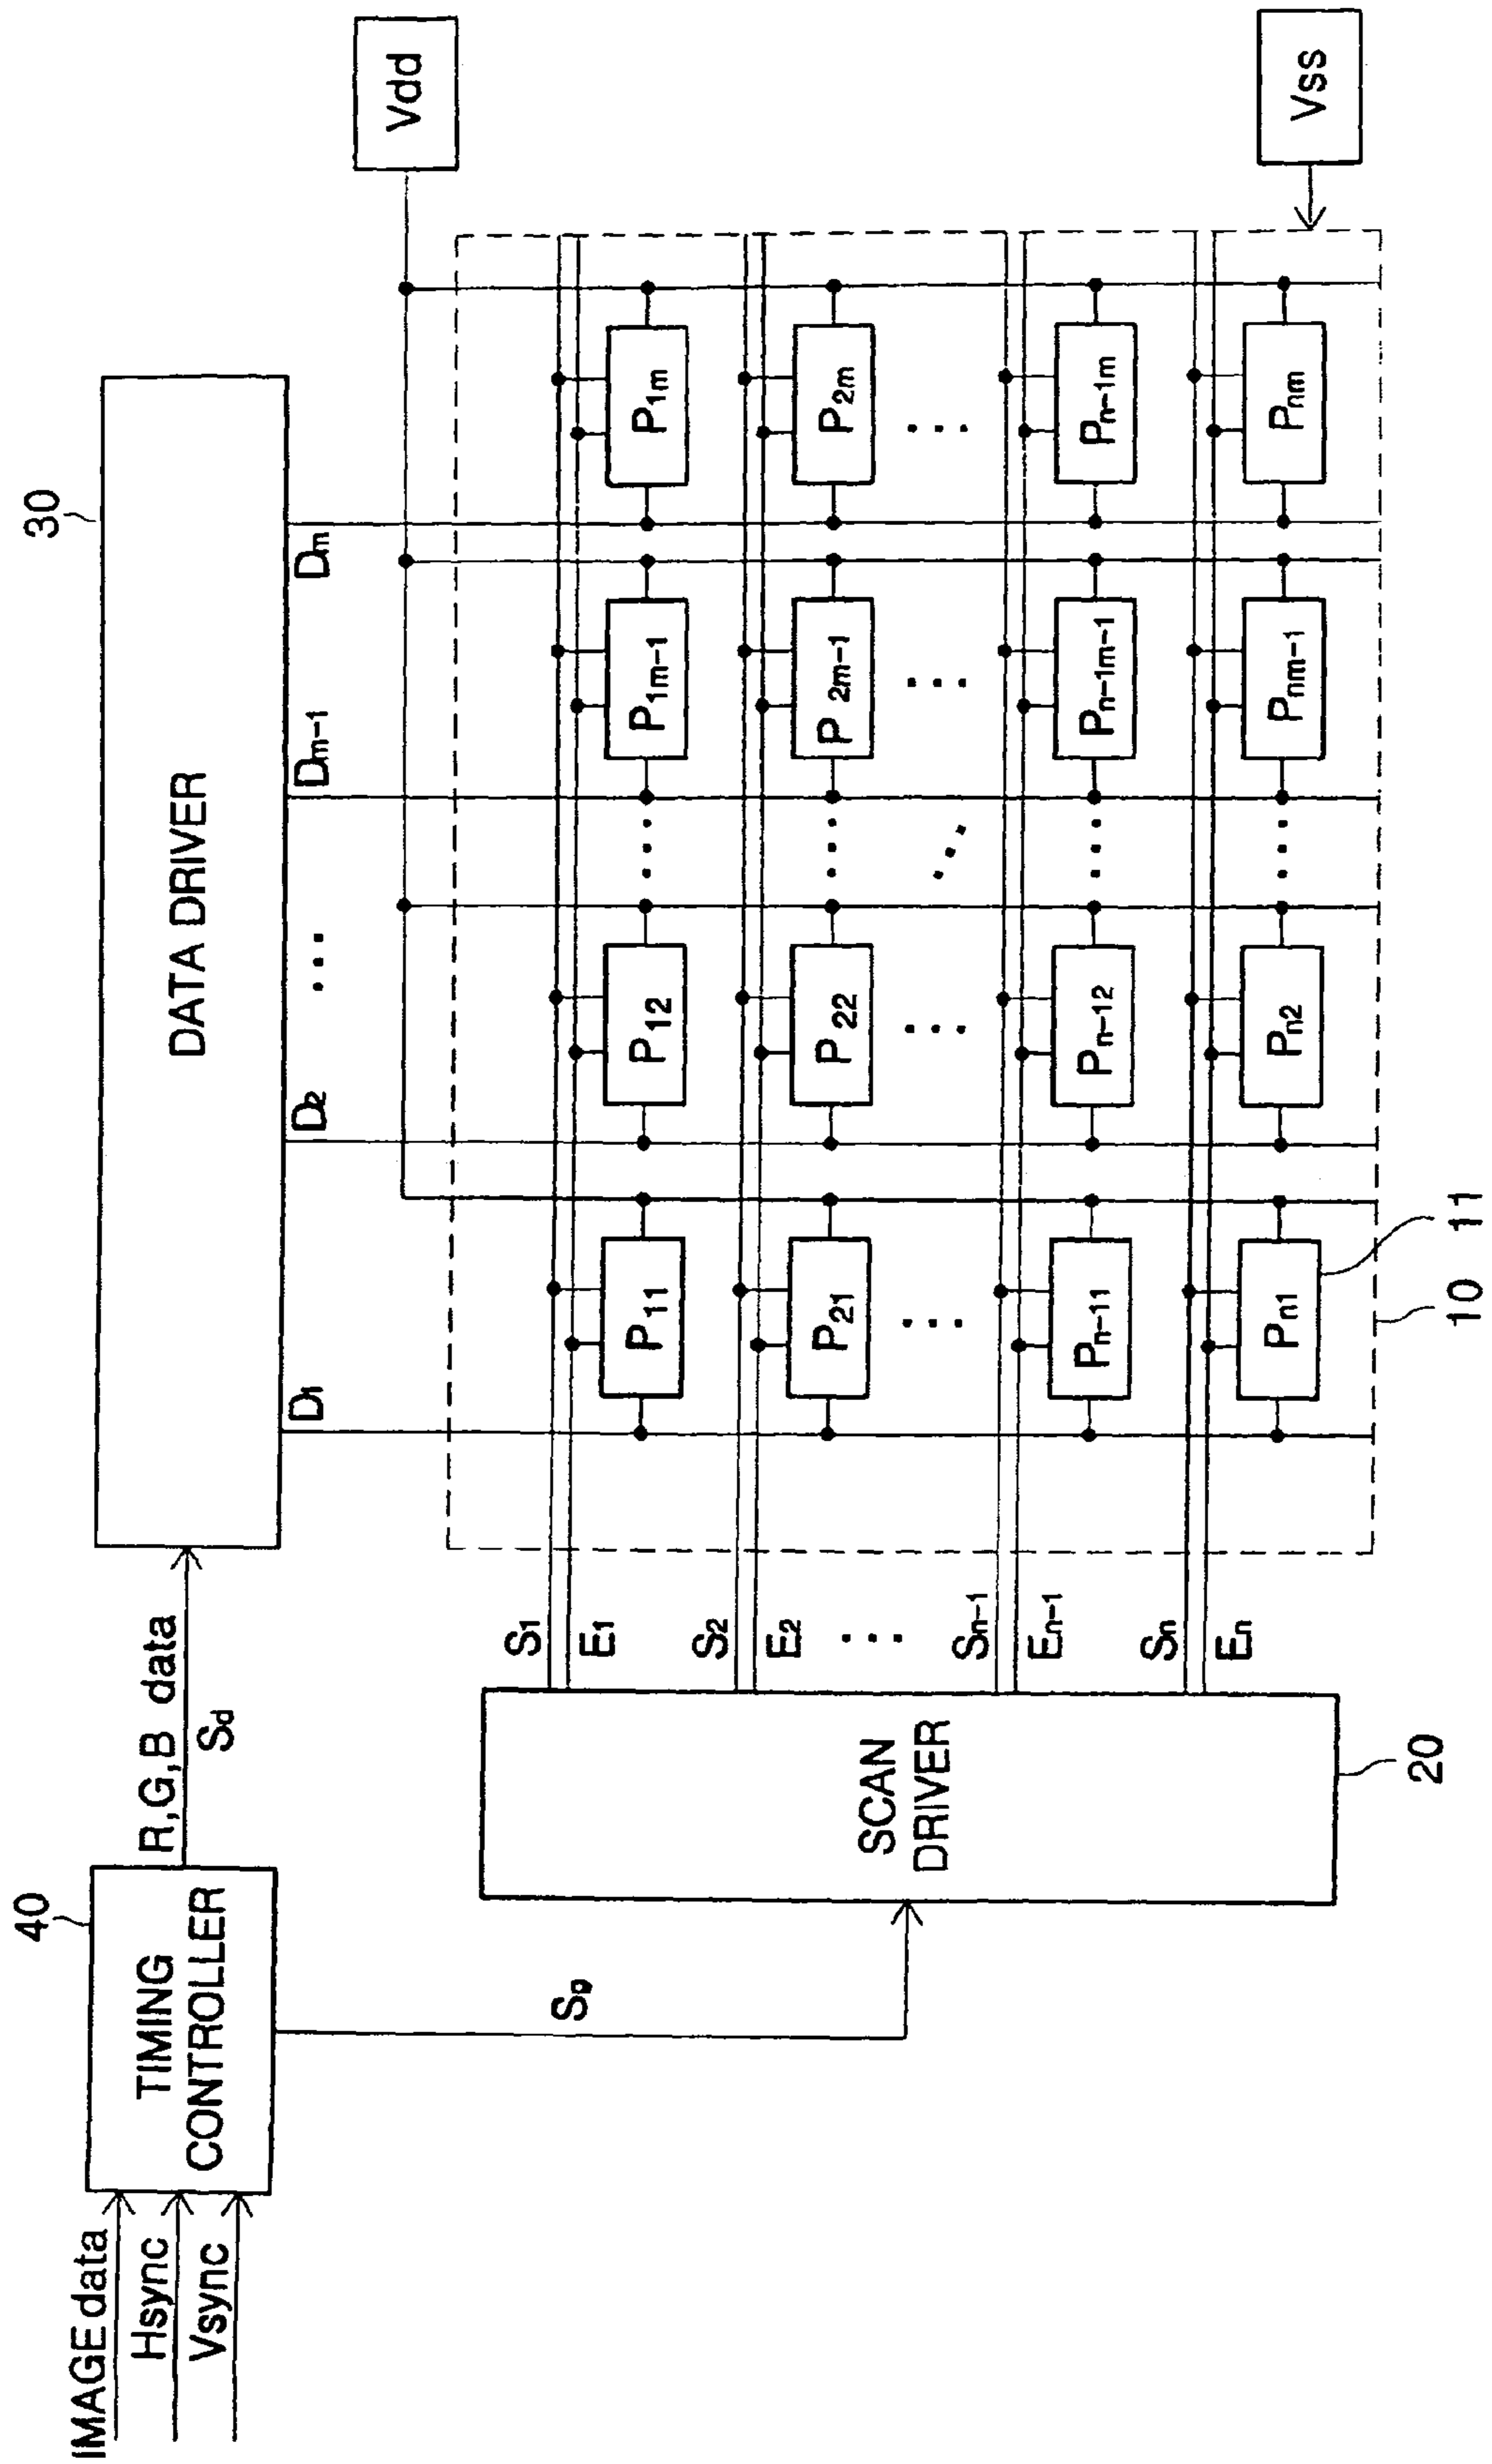 40
30
IMAGE data
Hsync
Vsync
TIMING
CONTROLLER
R,G,B data
Sd
DATA DRIVER
Vdd
D1
D2
...
Dm-1
Dm
Sg
SCAN
DRIVER
20
S1
E1
P11
P12
...
P1m-1
P1m
S2
E2
P21
P22
...
P2m-1
P2m
...
Sn-1
En-1
Pn-11
Pn-12
...
Pn-1m-1
Pn-1m
Sn
En
Pn1
Pn2
...
Pnm-1
Pnm
Vss
10
11